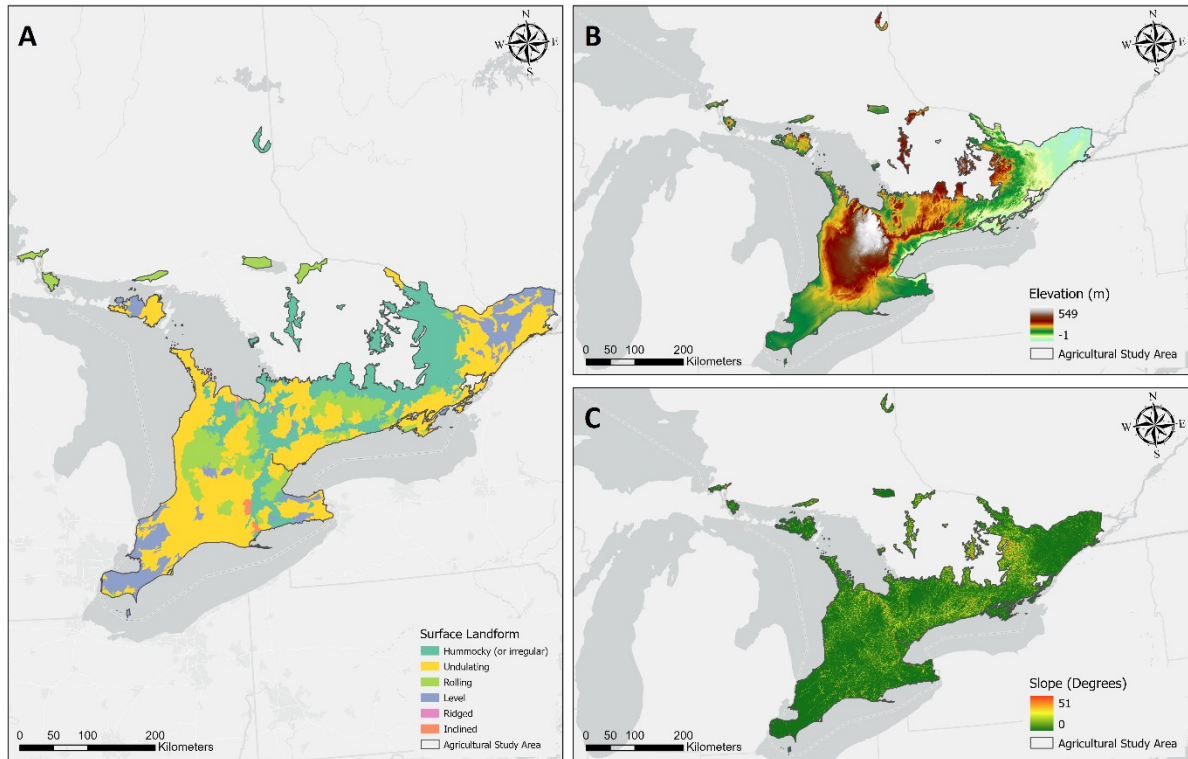 A
N
W E
S
Surface Landform
Hummocky (or irregular)
Undulating
Rolling
Level
Ridged
Inclined
Agricultural Study Area
0 50 100 200
Kilometers
B
N
W E
S
Elevation (m)
549
-1
Agricultural Study Area
0 50 100 200
Kilometers
C
N
W E
S
Slope (Degrees)
51
0
Agricultural Study Area
0 50 100 200
Kilometers